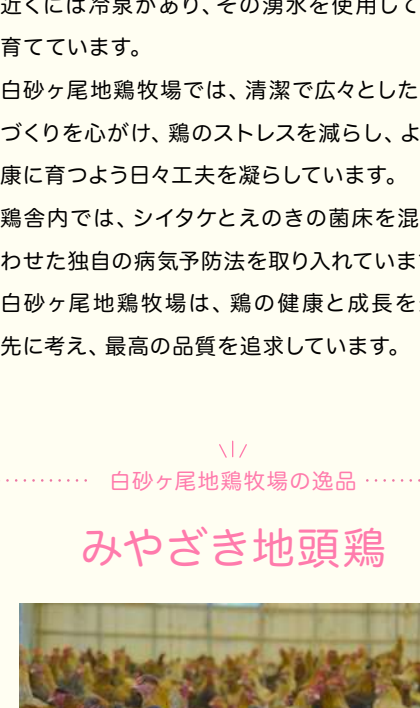 近くには冷泉があり、その湧水を使用して
育てています。
白砂ヶ尾地鶏牧場では、清潔で広々とした
づくりを心がけ、鶏のストレスを減らし、よ
康に育つよう日々工夫を凝らしています。
鶏舎内では、シイタケとえのきの菌床を混
わせた独自の病気予防法を取り入れていま
白砂ヶ尾地鶏牧場は、鶏の健康と成長を
先に考え、最高の品質を追求しています。
白砂ヶ尾地鶏牧場の逸品
みやざき地頭鶏